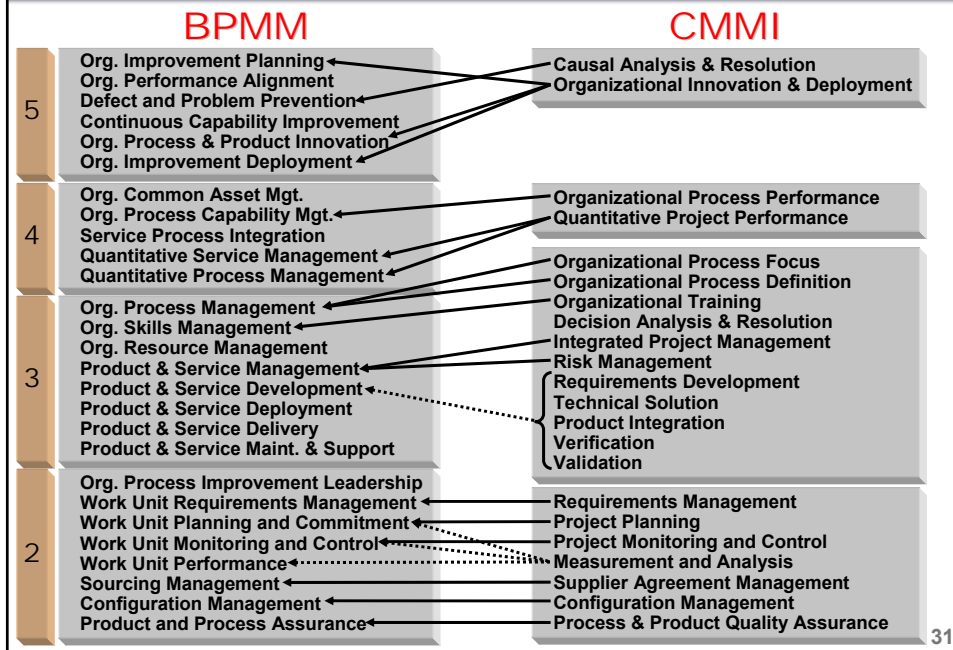 BPMM
CMMI
5
Org. Improvement Planning
Org. Performance Alignment
Defect and Problem Prevention
Continuous Capability Improvement
Org. Process & Product Innovation
Org. Improvement Deployment
Causal Analysis & Resolution
Organizational Innovation & Deployment
4
Org. Common Asset Mgt.
Org. Process Capability Mgt.
Service Process Integration
Quantitative Service Management
Quantitative Process Management
Organizational Process Performance
Quantitative Project Performance
3
Org. Process Management
Org. Skills Management
Org. Resource Management
Product & Service Management
Product & Service Development
Product & Service Deployment
Product & Service Delivery
Product & Service Maint. & Support
Organizational Process Focus
Organizational Process Definition
Organizational Training
Decision Analysis & Resolution
Integrated Project Management
Risk Management
Requirements Development
Technical Solution
Product Integration
Verification
Validation
2
Org. Process Improvement Leadership
Work Unit Requirements Management
Work Unit Planning and Commitment
Work Unit Monitoring and Control
Work Unit Performance
Sourcing Management
Configuration Management
Product and Process Assurance
Requirements Management
Project Planning
Project Monitoring and Control
Measurement and Analysis
Supplier Agreement Management
Configuration Management
Process & Product Quality Assurance
31